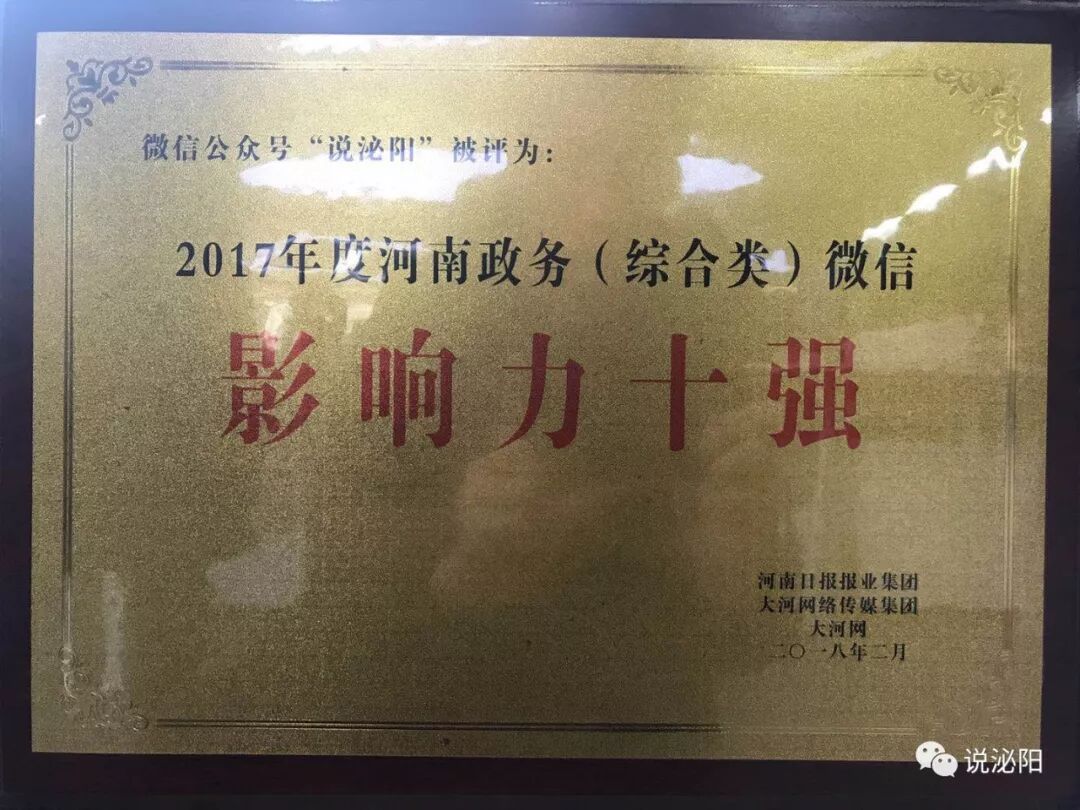 微信公众号“说泌阳”被评为：
2017年度河南政务（综合类）微信
影响力十强
河南日报报业集团
大河网络传媒集团
大河网
二〇一八年二月
说泌阳